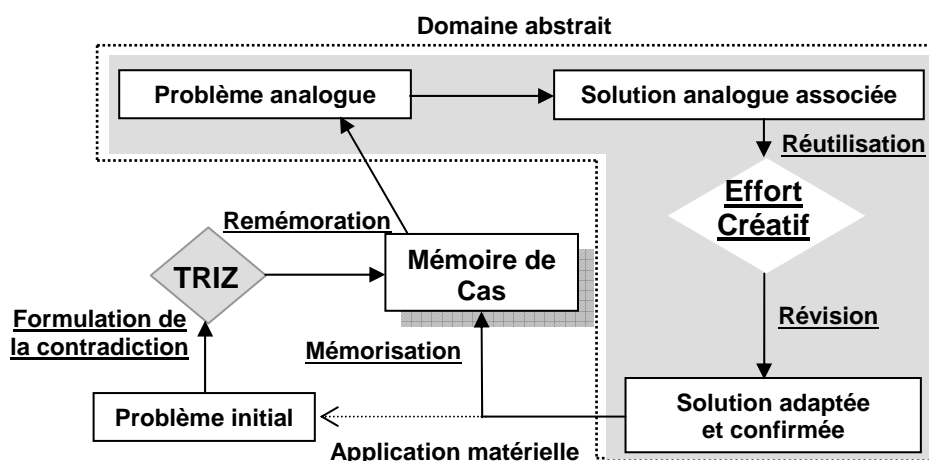 Domaine abstrait
Problème analogue
Solution analogue associée
Réutilisation
Effort
Créatif
Remémoration
TRIZ
Mémoire de
Cas
Formulation de
la contradiction
Révision
Mémorisation
Problème initial
Solution adaptée
et confirmée
Application matérielle